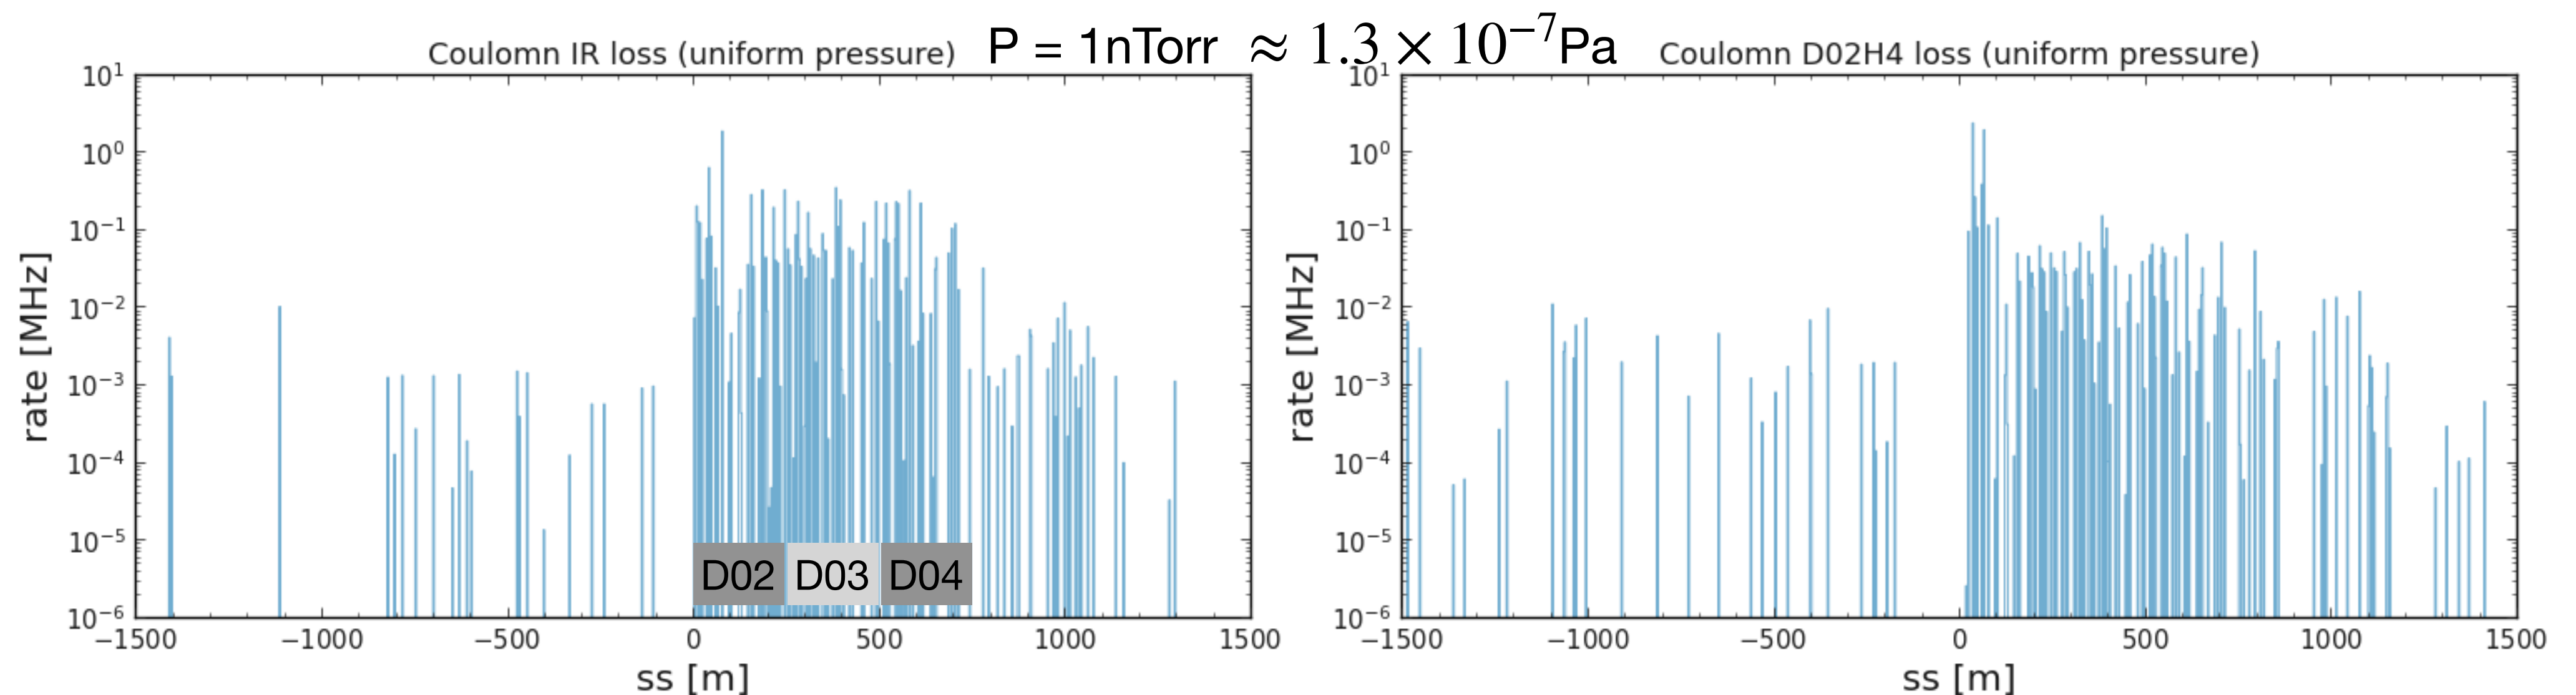 Coulomn IR loss (uniform pressure)
P = 1nTorr ≈ 1.3 × 10⁻⁷Pa
Coulomn D02H4 loss (uniform pressure)
10¹
10⁰
10⁻¹
10⁻²
10⁻³
10⁻⁴
10⁻⁵
10⁻⁶
rate [MHz]
D02 D03 D04
−1500 −1000 −500 0 500 1000 1500
ss [m]
10¹
10⁰
10⁻¹
10⁻²
10⁻³
10⁻⁴
10⁻⁵
10⁻⁶
rate [MHz]
−1500 −1000 −500 0 500 1000 1500
ss [m]